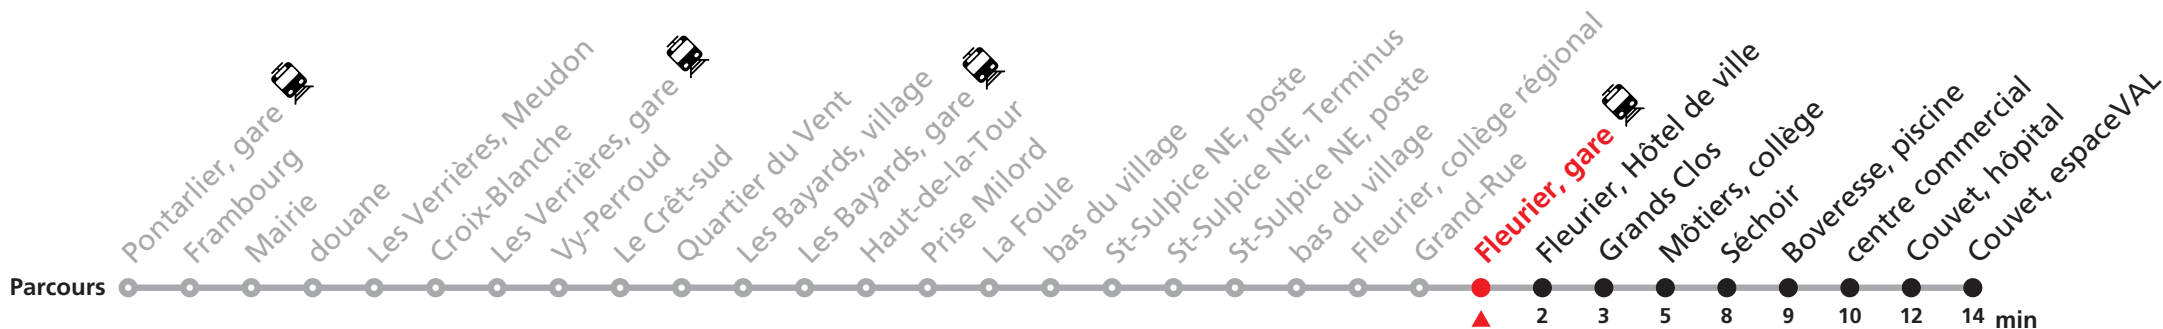 Pontarlier, gare
Frambourg
Mairie
douane
Les Verrières, Meudon
Croix-Blanche
Les Verrières, gare
Vy-Perroud
Le Crêt-sud
Quartier du Vent
Les Bayards, village
Les Bayards, gare
Haut-de-la-Tour
Prise Milord
La Foule
bas du village
St-Sulpice NE, poste
St-Sulpice NE, Terminus
St-Sulpice NE, poste
bas du village
Fleurier, collège régional
Grand-Rue
Fleurier, gare
Fleurier, Hôtel de ville
Grands Clos
Môtiers, collège
Séchoir
Boveresse, piscine
centre commercial
Couvet, hôpital
Couvet, espaceVAL
Parcours
2 3 5 8 9 10 12 14 min